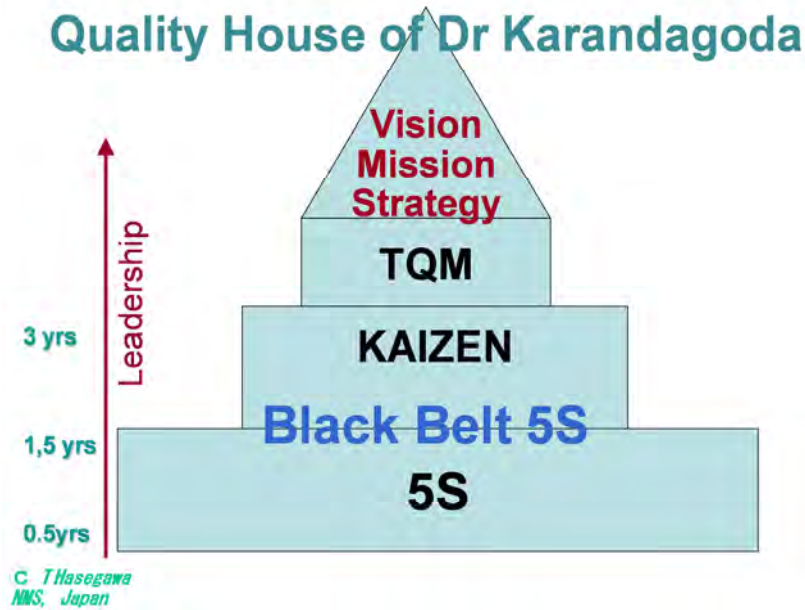 Quality House of Dr Karandagoda
Vision
Mission
Strategy
TQM
Leadership
3 yrs
KAIZEN
Black Belt 5S
1,5 yrs
5S
0.5yrs
C THasegawa
NMS, Japan